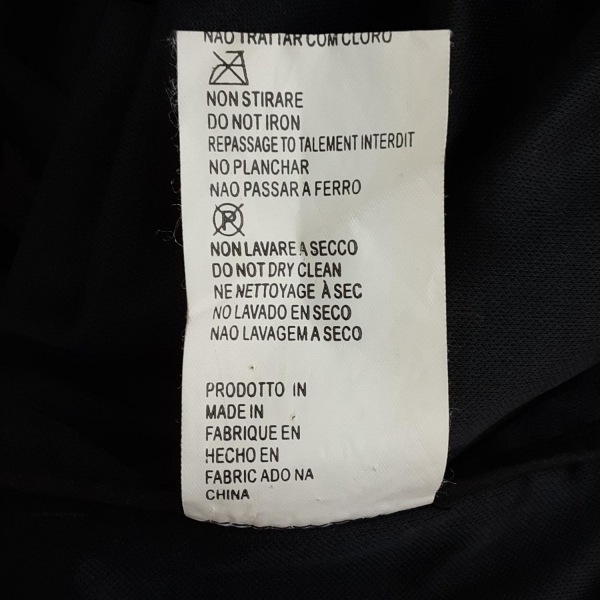 NAO TRATTAR COM CLORO
NON STIRARE
DO NOT IRON
REPASSAGE TO TALEMENT INTERDIT
NO PLANCHAR
NAO PASSAR A FERRO
P
NON LAVARE A SECCO
DO NOT DRY CLEAN
NE NETTOYAGE À SEC
NO LAVADO EN SECO
NAO LAVAGEM A SECO
PRODOTTO IN
MADE IN
FABRIQUE EN
HECHO EN
FABRIC ADO NA
CHINA